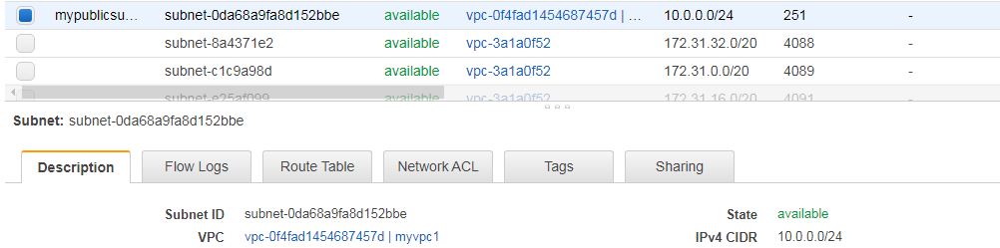 mypublicsu... subnet-0da68a9fa8d152bbe available vpc-0f4fad1454687457d | ... 10.0.0.0/24 251 -
subnet-8a4371e2 available vpc-3a1a0f52 172.31.32.0/20 4088 -
subnet-c1c9a98d available vpc-3a1a0f52 172.31.0.0/20 4089 -
subnet-e25af099 available vpc-3a1a0f52 172.31.16.0/20 4091 -
Subnet: subnet-0da68a9fa8d152bbe
Description Flow Logs Route Table Network ACL Tags Sharing
Subnet ID subnet-0da68a9fa8d152bbe State available
VPC vpc-0f4fad1454687457d | myvpc1 IPv4 CIDR 10.0.0.0/24